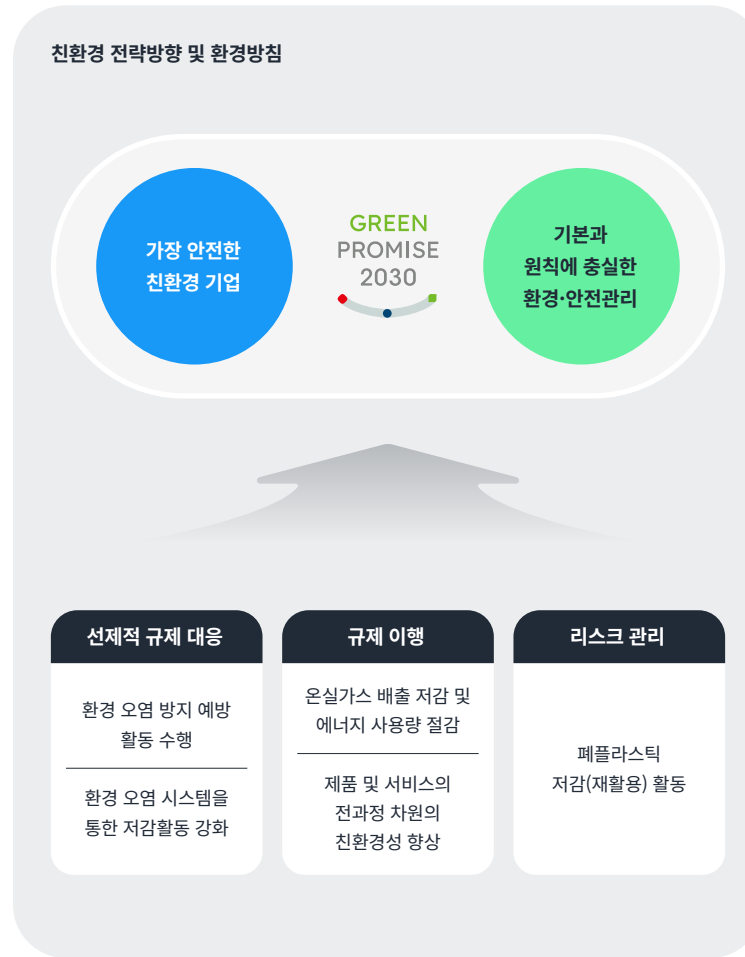 친환경 전략방향 및 환경방침
가장 안전한
친환경 기업
GREEN
PROMISE
2030
기본과
원칙에 충실한
환경·안전관리
선제적 규제 대응
환경 오염 방지 예방
활동 수행
환경 오염 시스템을
통한 저감활동 강화
규제 이행
온실가스 배출 저감 및
에너지 사용량 절감
제품 및 서비스의
전과정 차원의
친환경성 향상
리스크 관리
폐플라스틱
저감(재활용) 활동